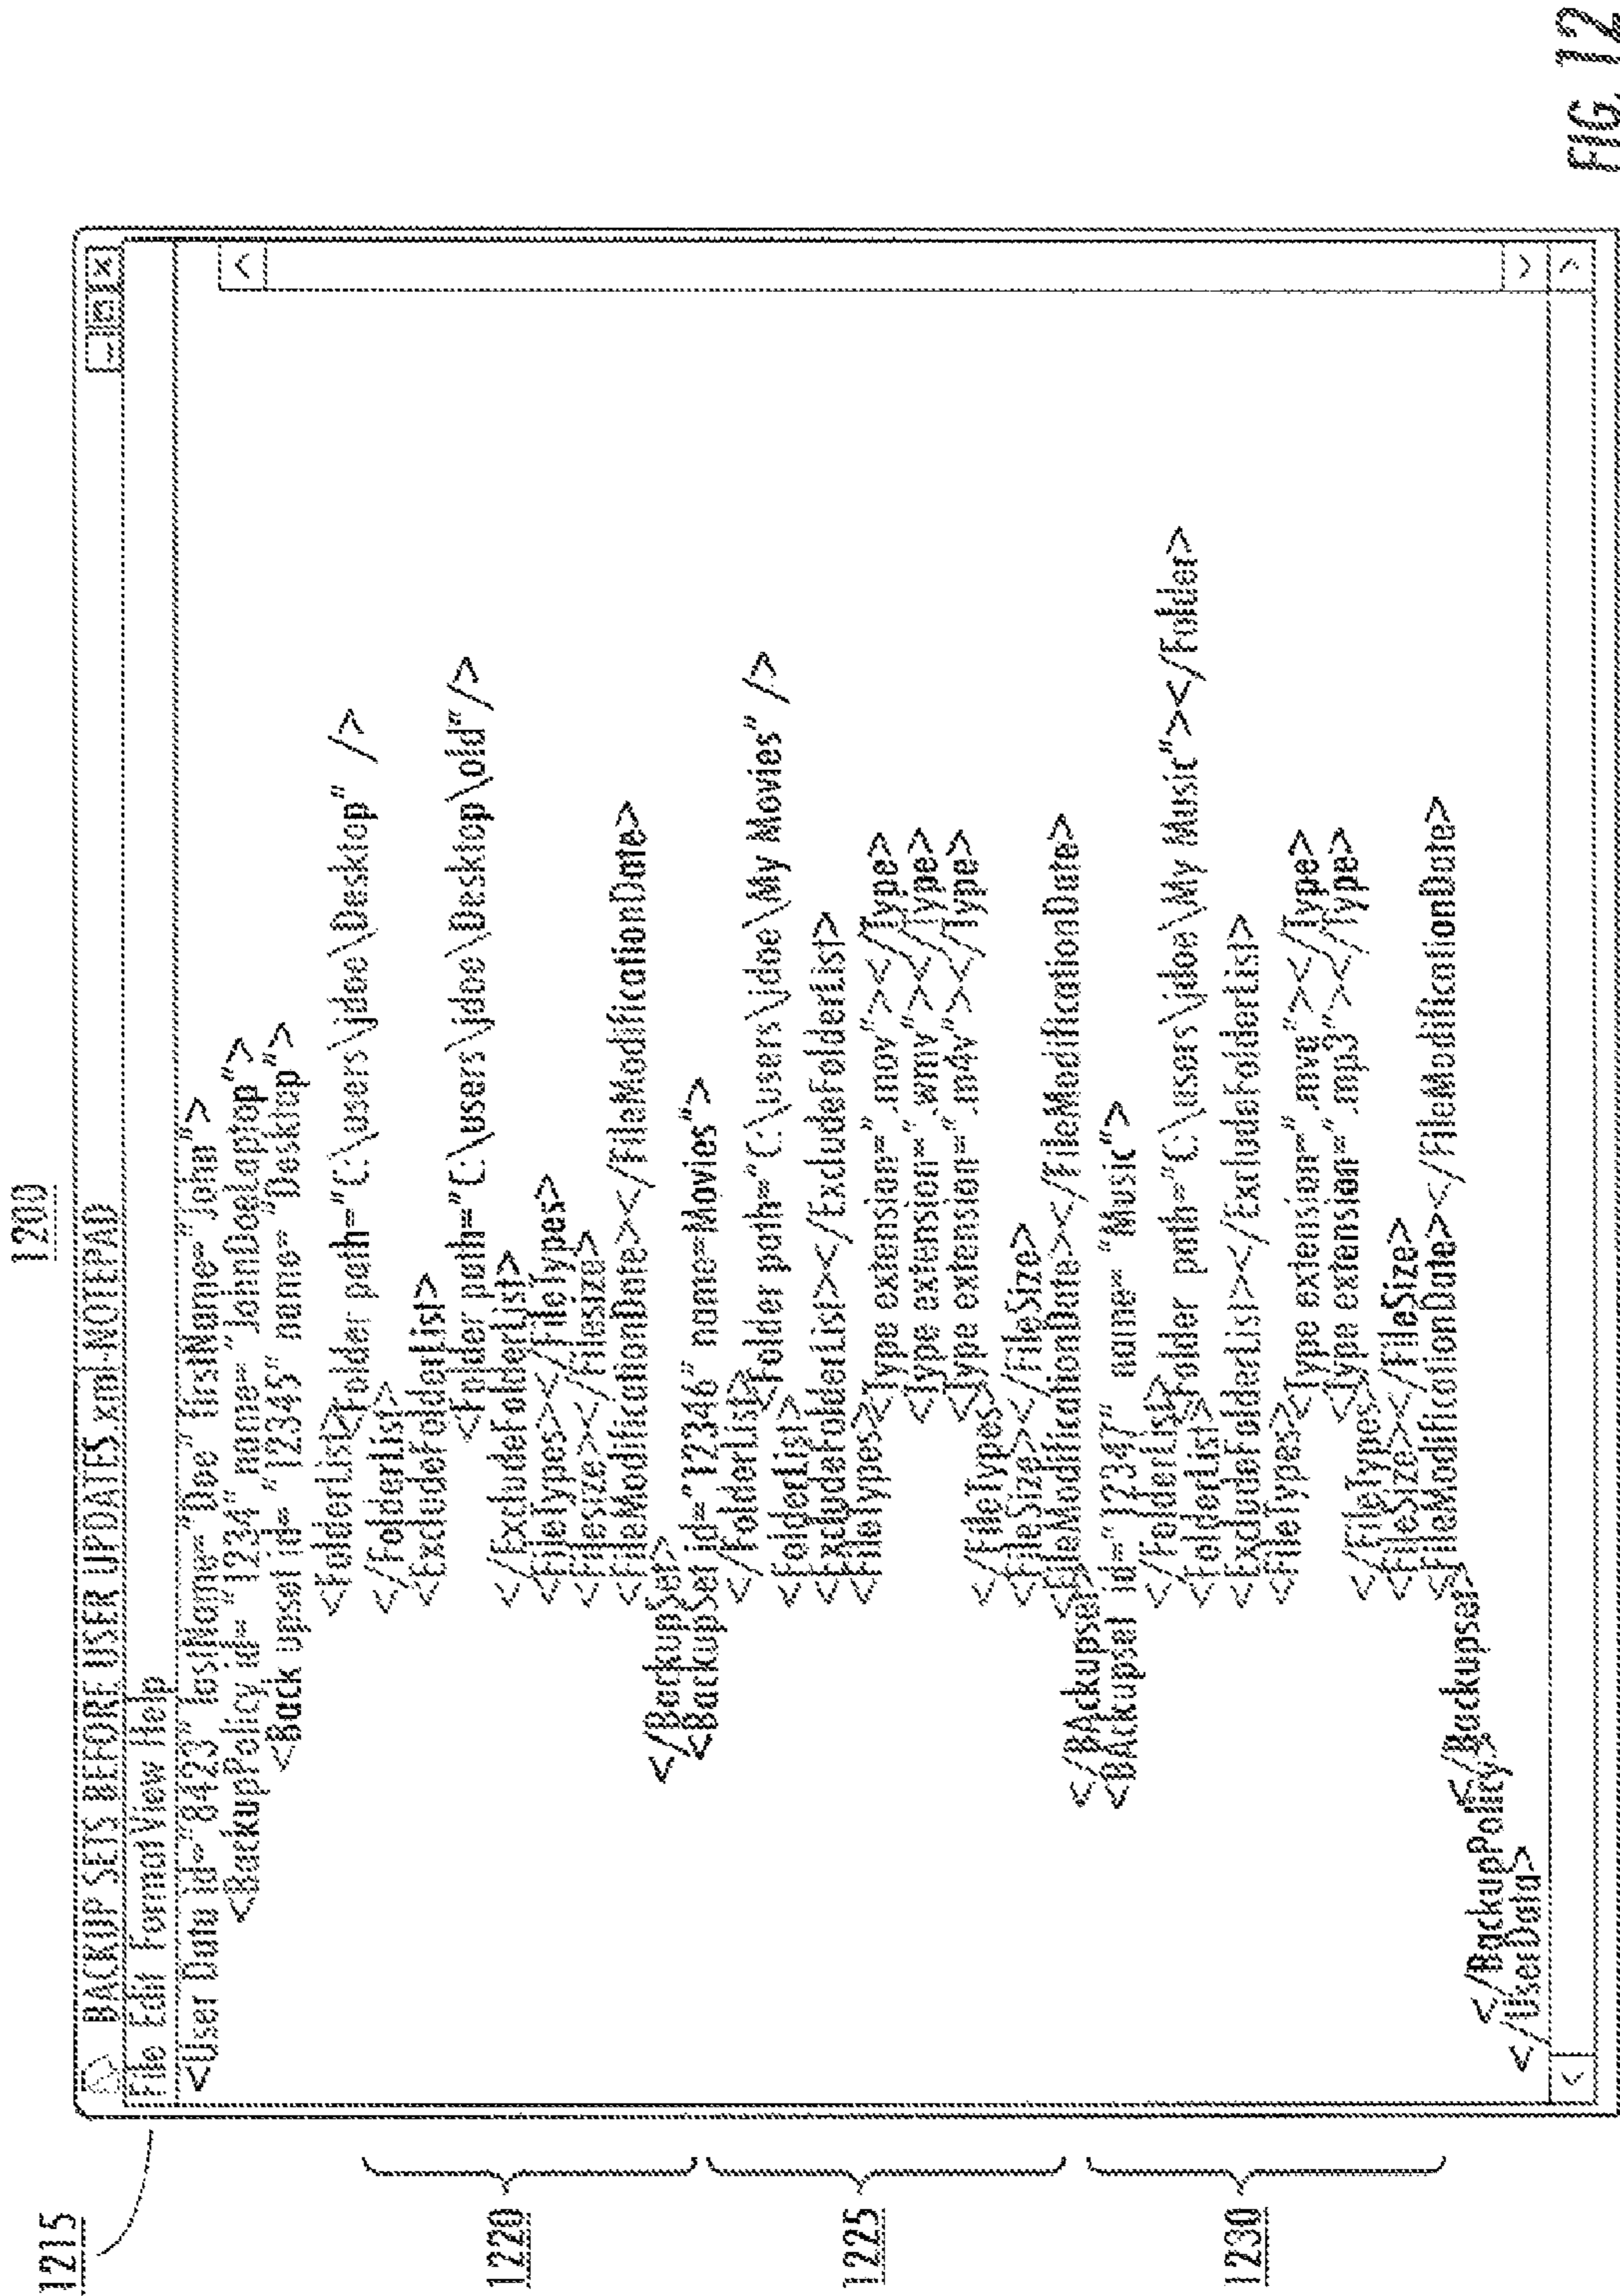 1200
1215
BACKUP SETS BEFORE USER UPDATES xml-NOTEPAD
File Edit Format View Help
<User Data id="8423" lastName="Doe" firstName="John">
<BackupPolicy id="1234" name="JohnDoeLaptop">
<Back upset id="12345" name="Desktop">
<FolderList>
<Folder path="C:\users\jdoe\Desktop" />
</FolderList>
<ExcludeFolderList>
<Folder path="C:\users\jdoe\Desktop\old"/>
</ExcludeFolderList>
<FileTypes></FileTypes>
<Filesize></Filesize>
<FileModificationDate></FileModificationDate>
</BackupSet>
1220
<BackupSet id="12346" name=Movies">
</FolderList>
<Folder path="C:\users\jdoe\My Movies" />
<FolderList>
<ExcludeFolderList></ExcludeFolderList>
<FileTypes>
<Type extension=".mov"></Type>
<Type extension=".wmv"></Type>
<Type extension=".m4v"></Type>
</FileTypes>
<FileSize></FileSize>
<FileModificationDate></FileModificationDate>
</BAckupset>
1225
<BAckupset id="12347" name= "Music">
</FolderList>
<Folder path="C:\users\jdoe\My Music"></Folder>
<FolderList>
<ExcludeFolderList></ExcludeFolderList>
<FileTypes>
<Type extension=".mve"></Type>
<Type extension=".mp3"></Type>
</FileTypes>
<FileSize></FileSize>
<FileModificationDate></FileModificationDate>
</Backupset>
1230
</BackupPolicy>
</UserData>
FIG. 12